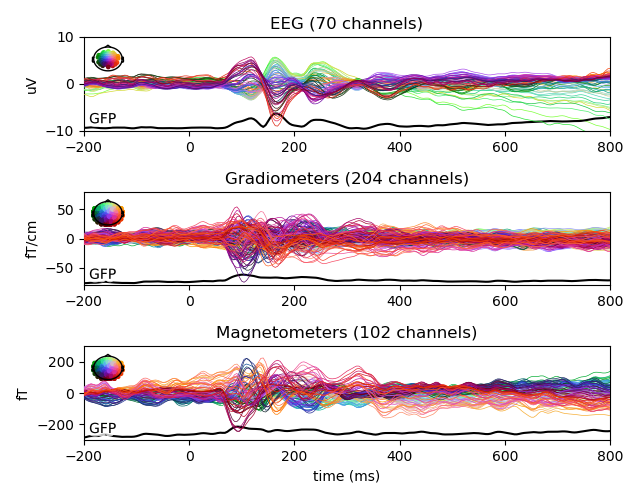 EEG (70 channels)
10
0
−10
uV
GFP
−200 0 200 400 600 800
Gradiometers (204 channels)
50
0
−50
fT/cm
GFP
−200 0 200 400 600 800
Magnetometers (102 channels)
200
0
−200
fT
GFP
−200 0 200 400 600 800
time (ms)